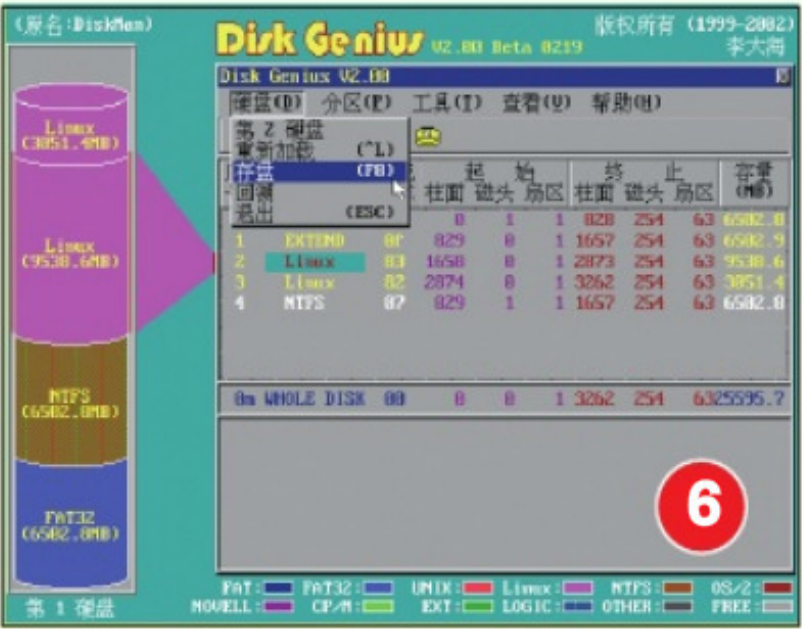 (原名:DiskMan)
Disk Genius V2.00 Beta 0219
版权所有 (1999-2002)
李大海
Disk Genius V2.00
硬盘(D) 分区(P) 工具(T) 查看(V) 帮助(H)
第 2 硬盘
重新加载 (^L)
存盘 (F8)
回溯
退出 (ESC)
起 始 终 止 容量
柱面 磁头 扇区 柱面 磁头 扇区 (MB)
0 1 1 828 254 63 6502.8
1 EXTEND 0F 829 0 1 1657 254 63 6502.9
2 Linux 83 1658 0 1 2873 254 63 9538.6
3 Linux 82 2874 0 1 3262 254 63 3051.4
4 NTFS 07 829 1 1 1657 254 63 6502.8
0m WHOLE DISK 00 0 0 1 3262 254 63 25595.7
Linux
(3051.4MB)
Linux
(9538.6MB)
NTFS
(6502.8MB)
FAT32
(6502.8MB)
第 1 硬盘
6
FAT: FAT32: UNIX: Linux: NTFS: OS/2:
NOVELL: CP/M: EXT: LOGIC: OTHER: FREE: